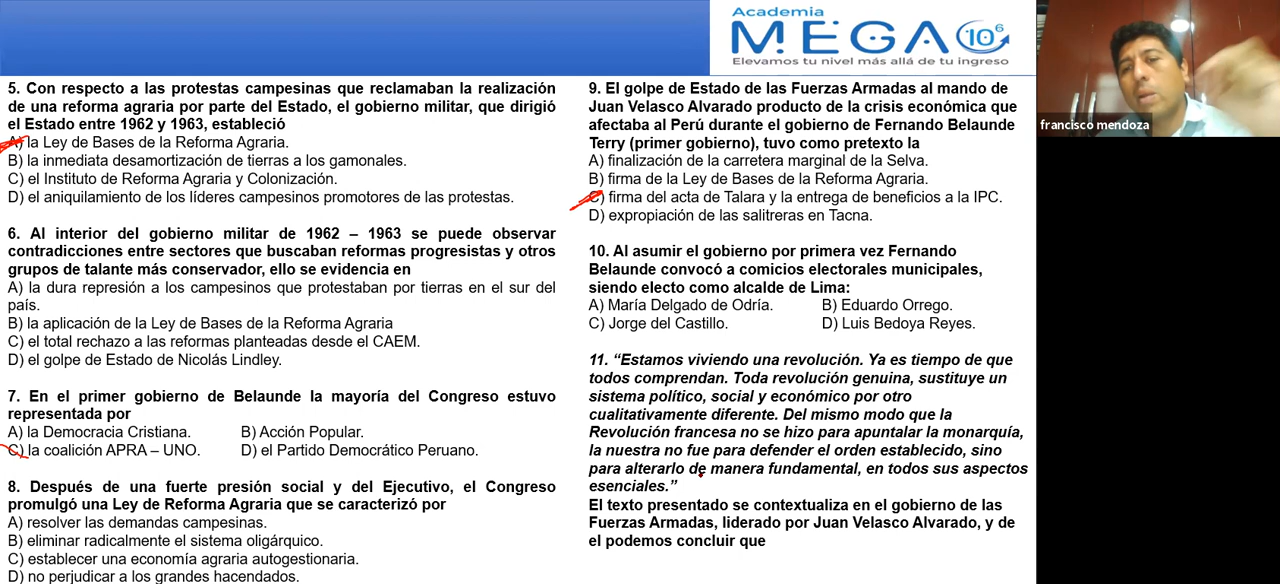 Academia
MEGA 10⁶
Elevamos tu nivel más allá de tu ingreso
francisco mendoza
5. Con respecto a las protestas campesinas que reclamaban la realización
de una reforma agraria por parte del Estado, el gobierno militar, que dirigió
el Estado entre 1962 y 1963, estableció
A) la Ley de Bases de la Reforma Agraria.
B) la inmediata desamortización de tierras a los gamonales.
C) el Instituto de Reforma Agraria y Colonización.
D) el aniquilamiento de los líderes campesinos promotores de las protestas.
6. Al interior del gobierno militar de 1962 – 1963 se puede observar
contradicciones entre sectores que buscaban reformas progresistas y otros
grupos de talante más conservador, ello se evidencia en
A) la dura represión a los campesinos que protestaban por tierras en el sur del
país.
B) la aplicación de la Ley de Bases de la Reforma Agraria
C) el total rechazo a las reformas planteadas desde el CAEM.
D) el golpe de Estado de Nicolás Lindley.
7. En el primer gobierno de Belaunde la mayoría del Congreso estuvo
representada por
A) la Democracia Cristiana. B) Acción Popular.
C) la coalición APRA – UNO. D) el Partido Democrático Peruano.
8. Después de una fuerte presión social y del Ejecutivo, el Congreso
promulgó una Ley de Reforma Agraria que se caracterizó por
A) resolver las demandas campesinas.
B) eliminar radicalmente el sistema oligárquico.
C) establecer una economía agraria autogestionaria.
D) no perjudicar a los grandes hacendados.
9. El golpe de Estado de las Fuerzas Armadas al mando de
Juan Velasco Alvarado producto de la crisis económica que
afectaba al Perú durante el gobierno de Fernando Belaunde
Terry (primer gobierno), tuvo como pretexto la
A) finalización de la carretera marginal de la Selva.
B) firma de la Ley de Bases de la Reforma Agraria.
C) firma del acta de Talara y la entrega de beneficios a la IPC.
D) expropiación de las salitreras en Tacna.
10. Al asumir el gobierno por primera vez Fernando
Belaunde convocó a comicios electorales municipales,
siendo electo como alcalde de Lima:
A) María Delgado de Odría. B) Eduardo Orrego.
C) Jorge del Castillo. D) Luis Bedoya Reyes.
11. “Estamos viviendo una revolución. Ya es tiempo de que
todos comprendan. Toda revolución genuina, sustituye un
sistema político, social y económico por otro
cualitativamente diferente. Del mismo modo que la
Revolución francesa no se hizo para apuntalar la monarquía,
la nuestra no fue para defender el orden establecido, sino
para alterarlo de manera fundamental, en todos sus aspectos
esenciales.”
El texto presentado se contextualiza en el gobierno de las
Fuerzas Armadas, liderado por Juan Velasco Alvarado, y de
el podemos concluir que